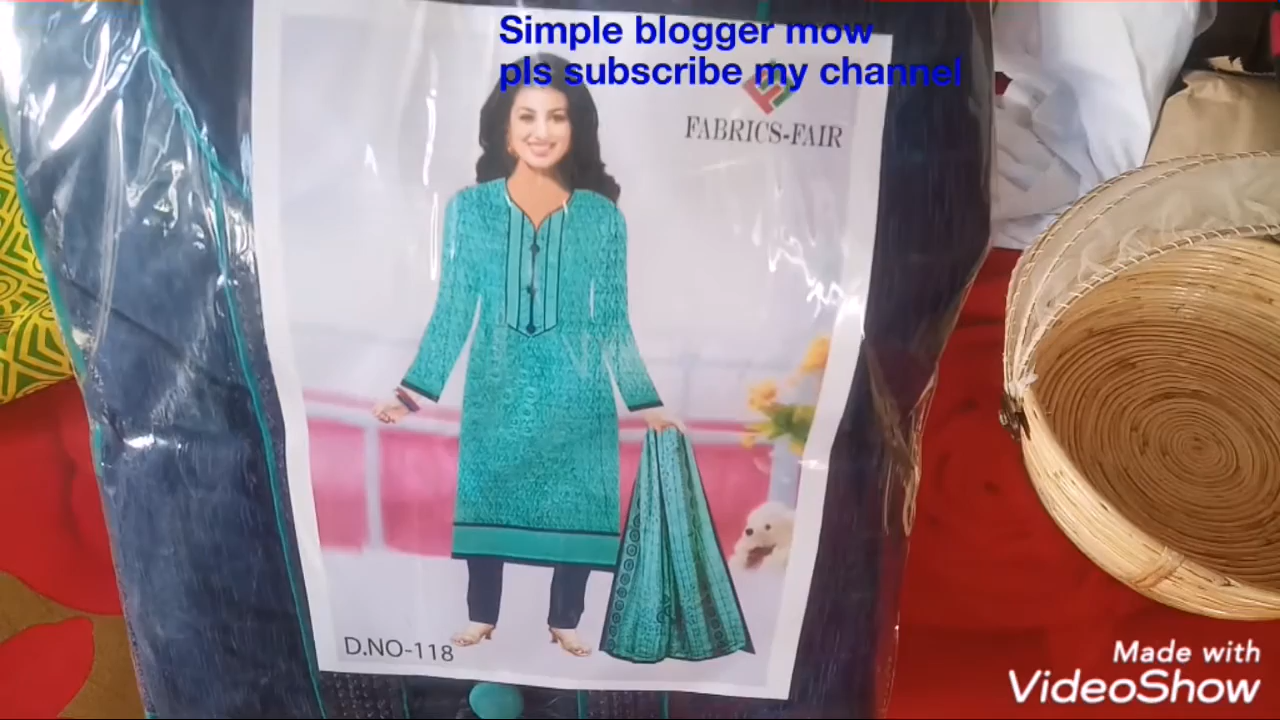 Simple blogger mow
pls subscribe my channel
FABRICS-FAIR
D.NO-118
Made with
VideoShow